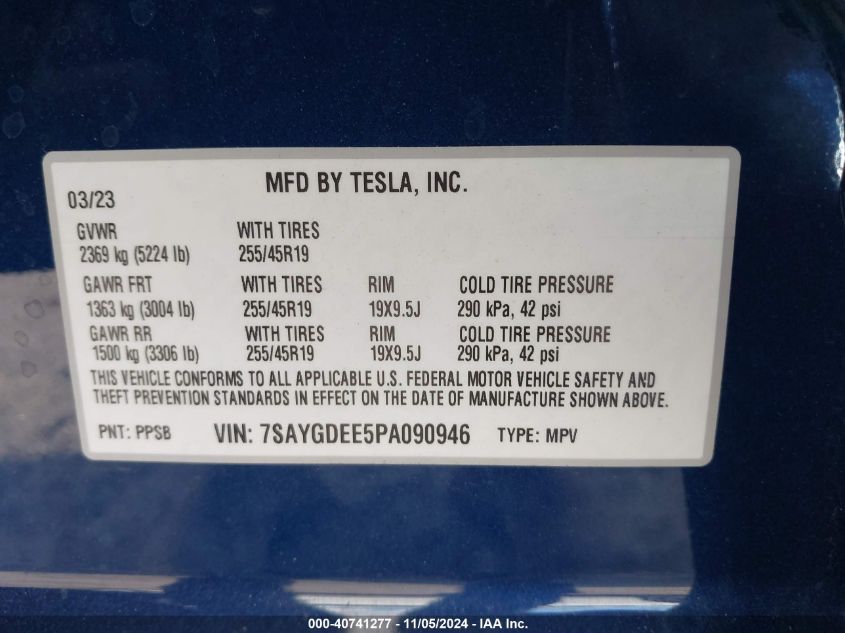 MFD BY TESLA, INC.
03/23
GVWR WITH TIRES
2369 kg (5224 lb) 255/45R19
GAWR FRT WITH TIRES RIM COLD TIRE PRESSURE
1363 kg (3004 lb) 255/45R19 19X9.5J 290 kPa, 42 psi
GAWR RR WITH TIRES RIM COLD TIRE PRESSURE
1500 kg (3306 lb) 255/45R19 19X9.5J 290 kPa, 42 psi
THIS VEHICLE CONFORMS TO ALL APPLICABLE U.S. FEDERAL MOTOR VEHICLE SAFETY AND
THEFT PREVENTION STANDARDS IN EFFECT ON THE DATE OF MANUFACTURE SHOWN ABOVE.
PNT: PPSB VIN: 7SAYGDEE5PA090946 TYPE: MPV
000-40741277 - 11/05/2024 - IAA Inc.